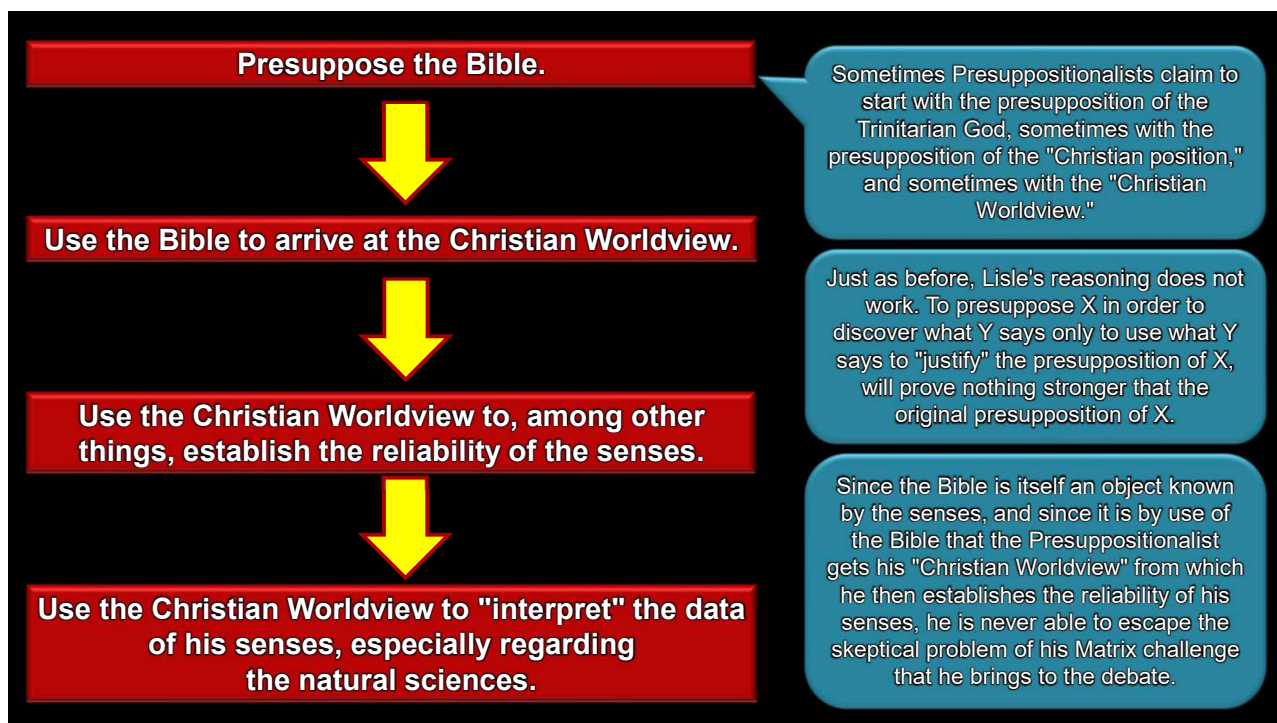 Presuppose the Bible.
Use the Bible to arrive at the Christian Worldview.
Use the Christian Worldview to, among other
things, establish the reliability of the senses.
Use the Christian Worldview to "interpret" the data
of his senses, especially regarding
the natural sciences.
Sometimes Presuppositionalists claim to
start with the presupposition of the
Trinitarian God, sometimes with the
presupposition of the "Christian position,"
and sometimes with the "Christian
Worldview."
Just as before, Lisle's reasoning does not
work. To presuppose X in order to
discover what Y says only to use what Y
says to "justify" the presupposition of X,
will prove nothing stronger that the
original presupposition of X.
Since the Bible is itself an object known
by the senses, and since it is by use of
the Bible that the Presuppositionalist
gets his "Christian Worldview" from which
he then establishes the reliability of his
senses, he is never able to escape the
skeptical problem of his Matrix challenge
that he brings to the debate.